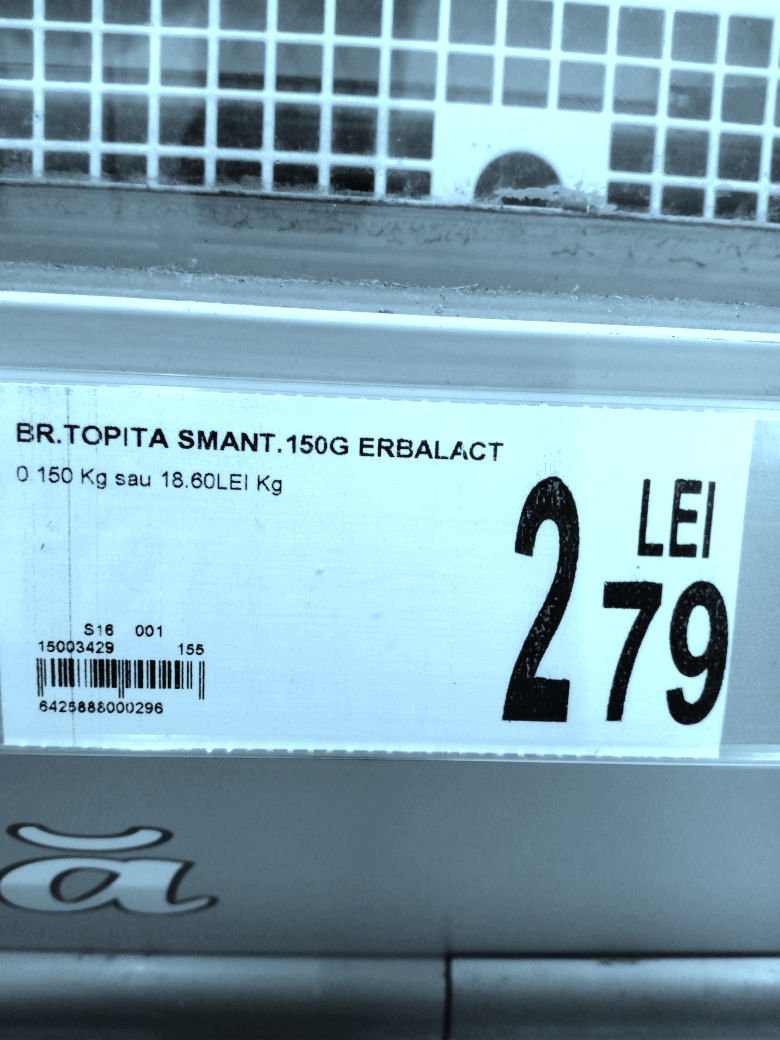 BR.TOPITA SMANT.150G ERBALACT
0.150 Kg sau 18.60LEI Kg
2 LEI
79
S16 001
15003429 155
6425888000296
ă